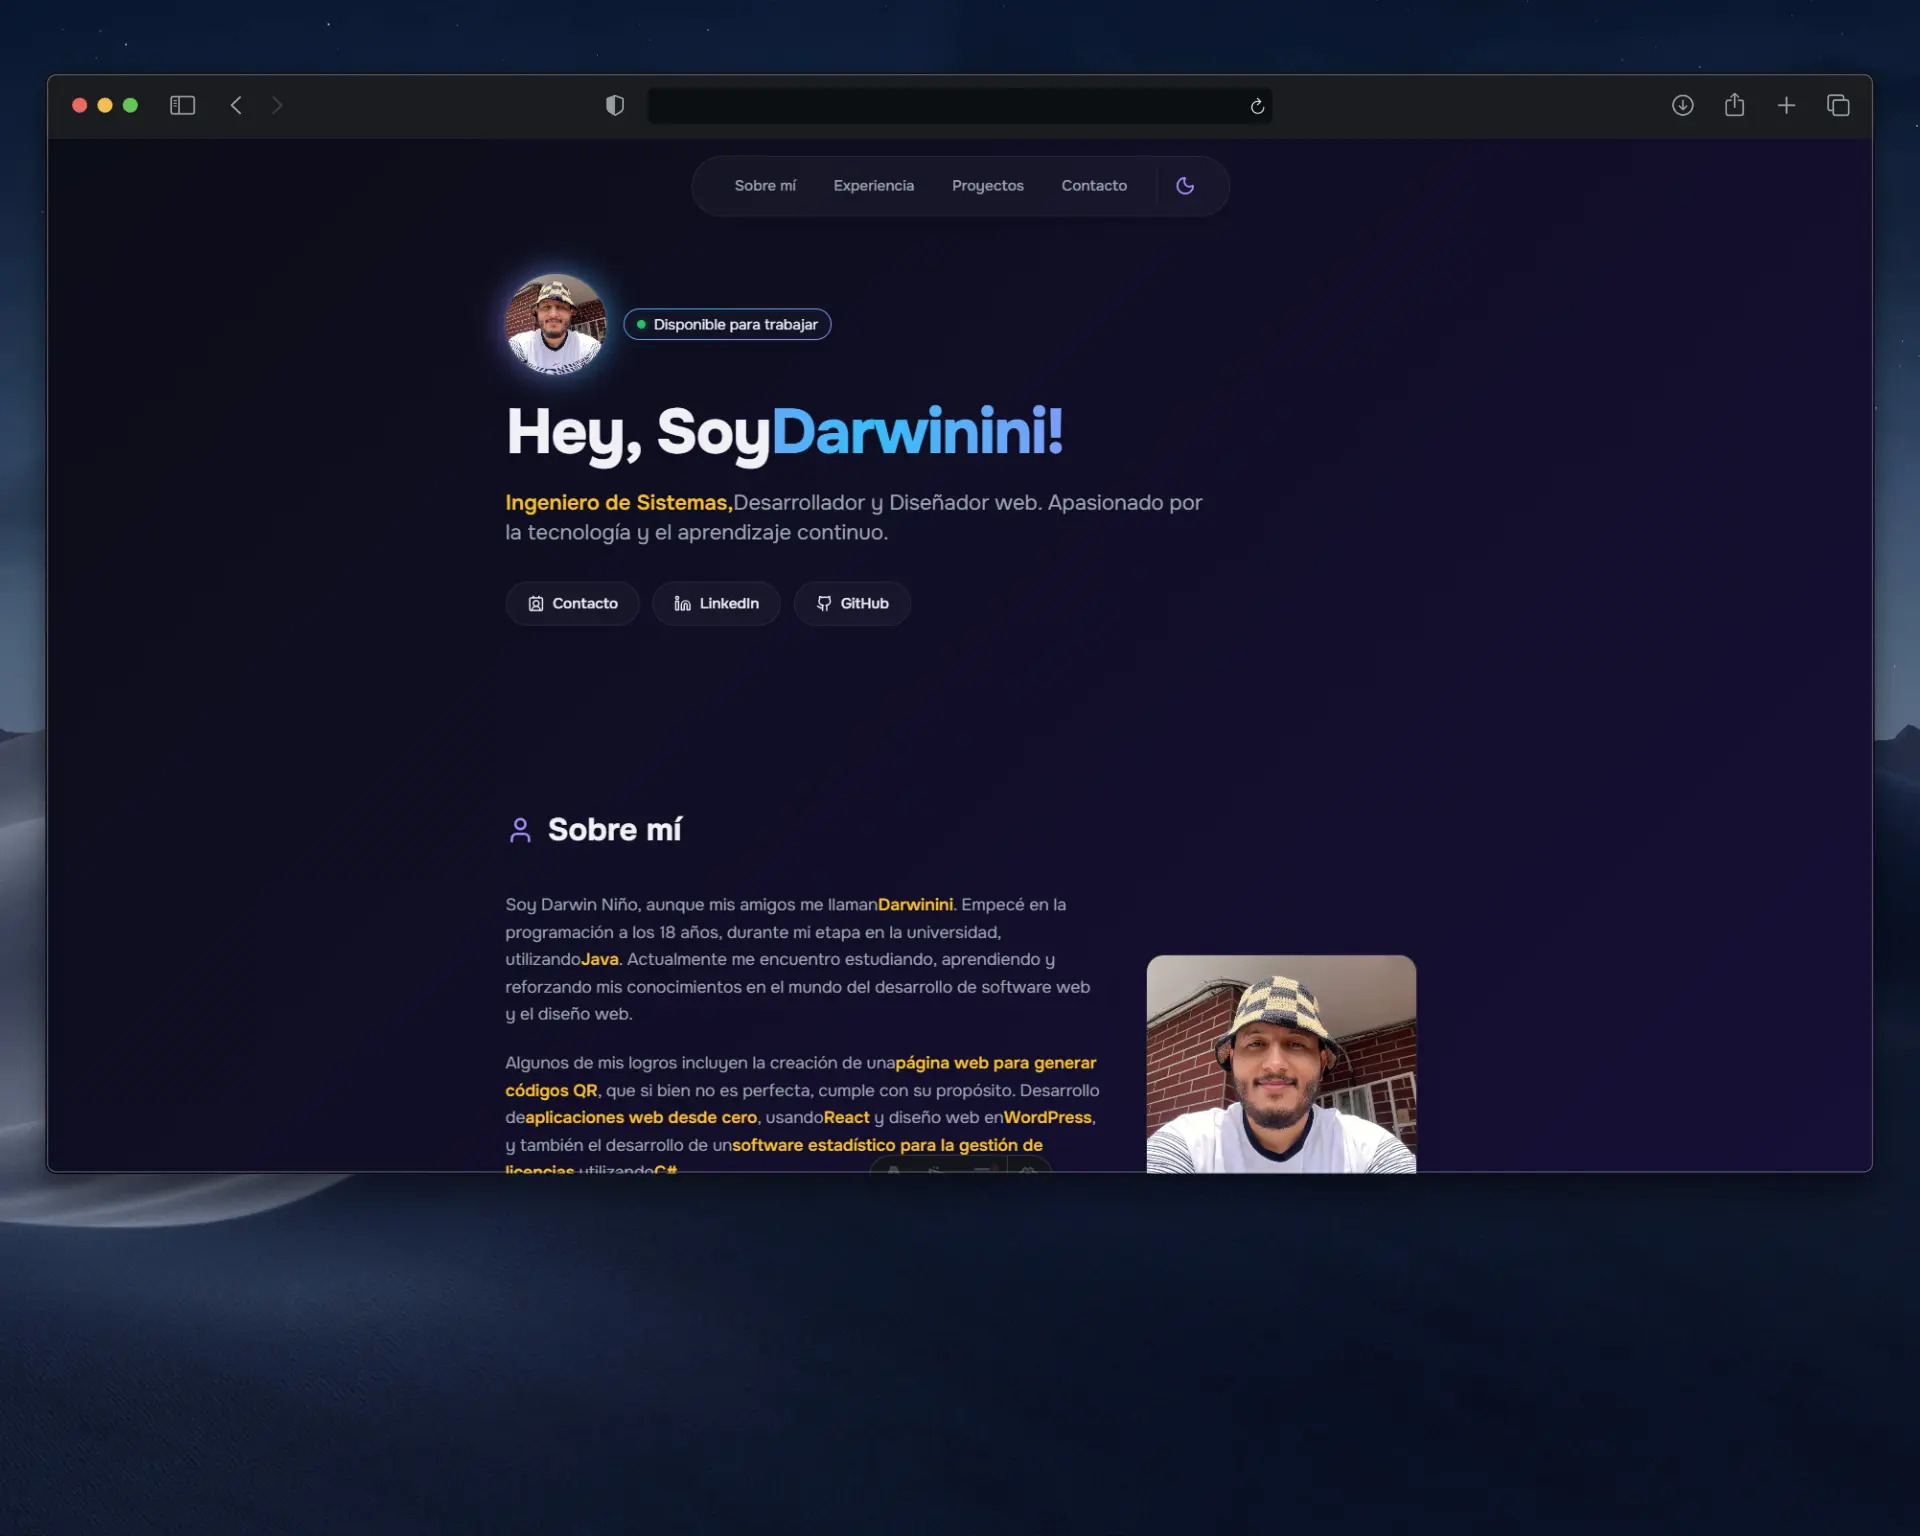 Sobre mí Experiencia Proyectos Contacto
Disponible para trabajar
Hey, SoyDarwinini!
Ingeniero de Sistemas,Desarrollador y Diseñador web. Apasionado por
la tecnología y el aprendizaje continuo.
Contacto LinkedIn GitHub
Sobre mí
Soy Darwin Niño, aunque mis amigos me llamanDarwinini. Empecé en la
programación a los 18 años, durante mi etapa en la universidad,
utilizandoJava. Actualmente me encuentro estudiando, aprendiendo y
reforzando mis conocimientos en el mundo del desarrollo de software web
y el diseño web.
Algunos de mis logros incluyen la creación de unapágina web para generar
códigos QR, que si bien no es perfecta, cumple con su propósito. Desarrollo
deaplicaciones web desde cero, usandoReact y diseño web enWordPress,
y también el desarrollo de unsoftware estadístico para la gestión de
licencias utilizandoC#